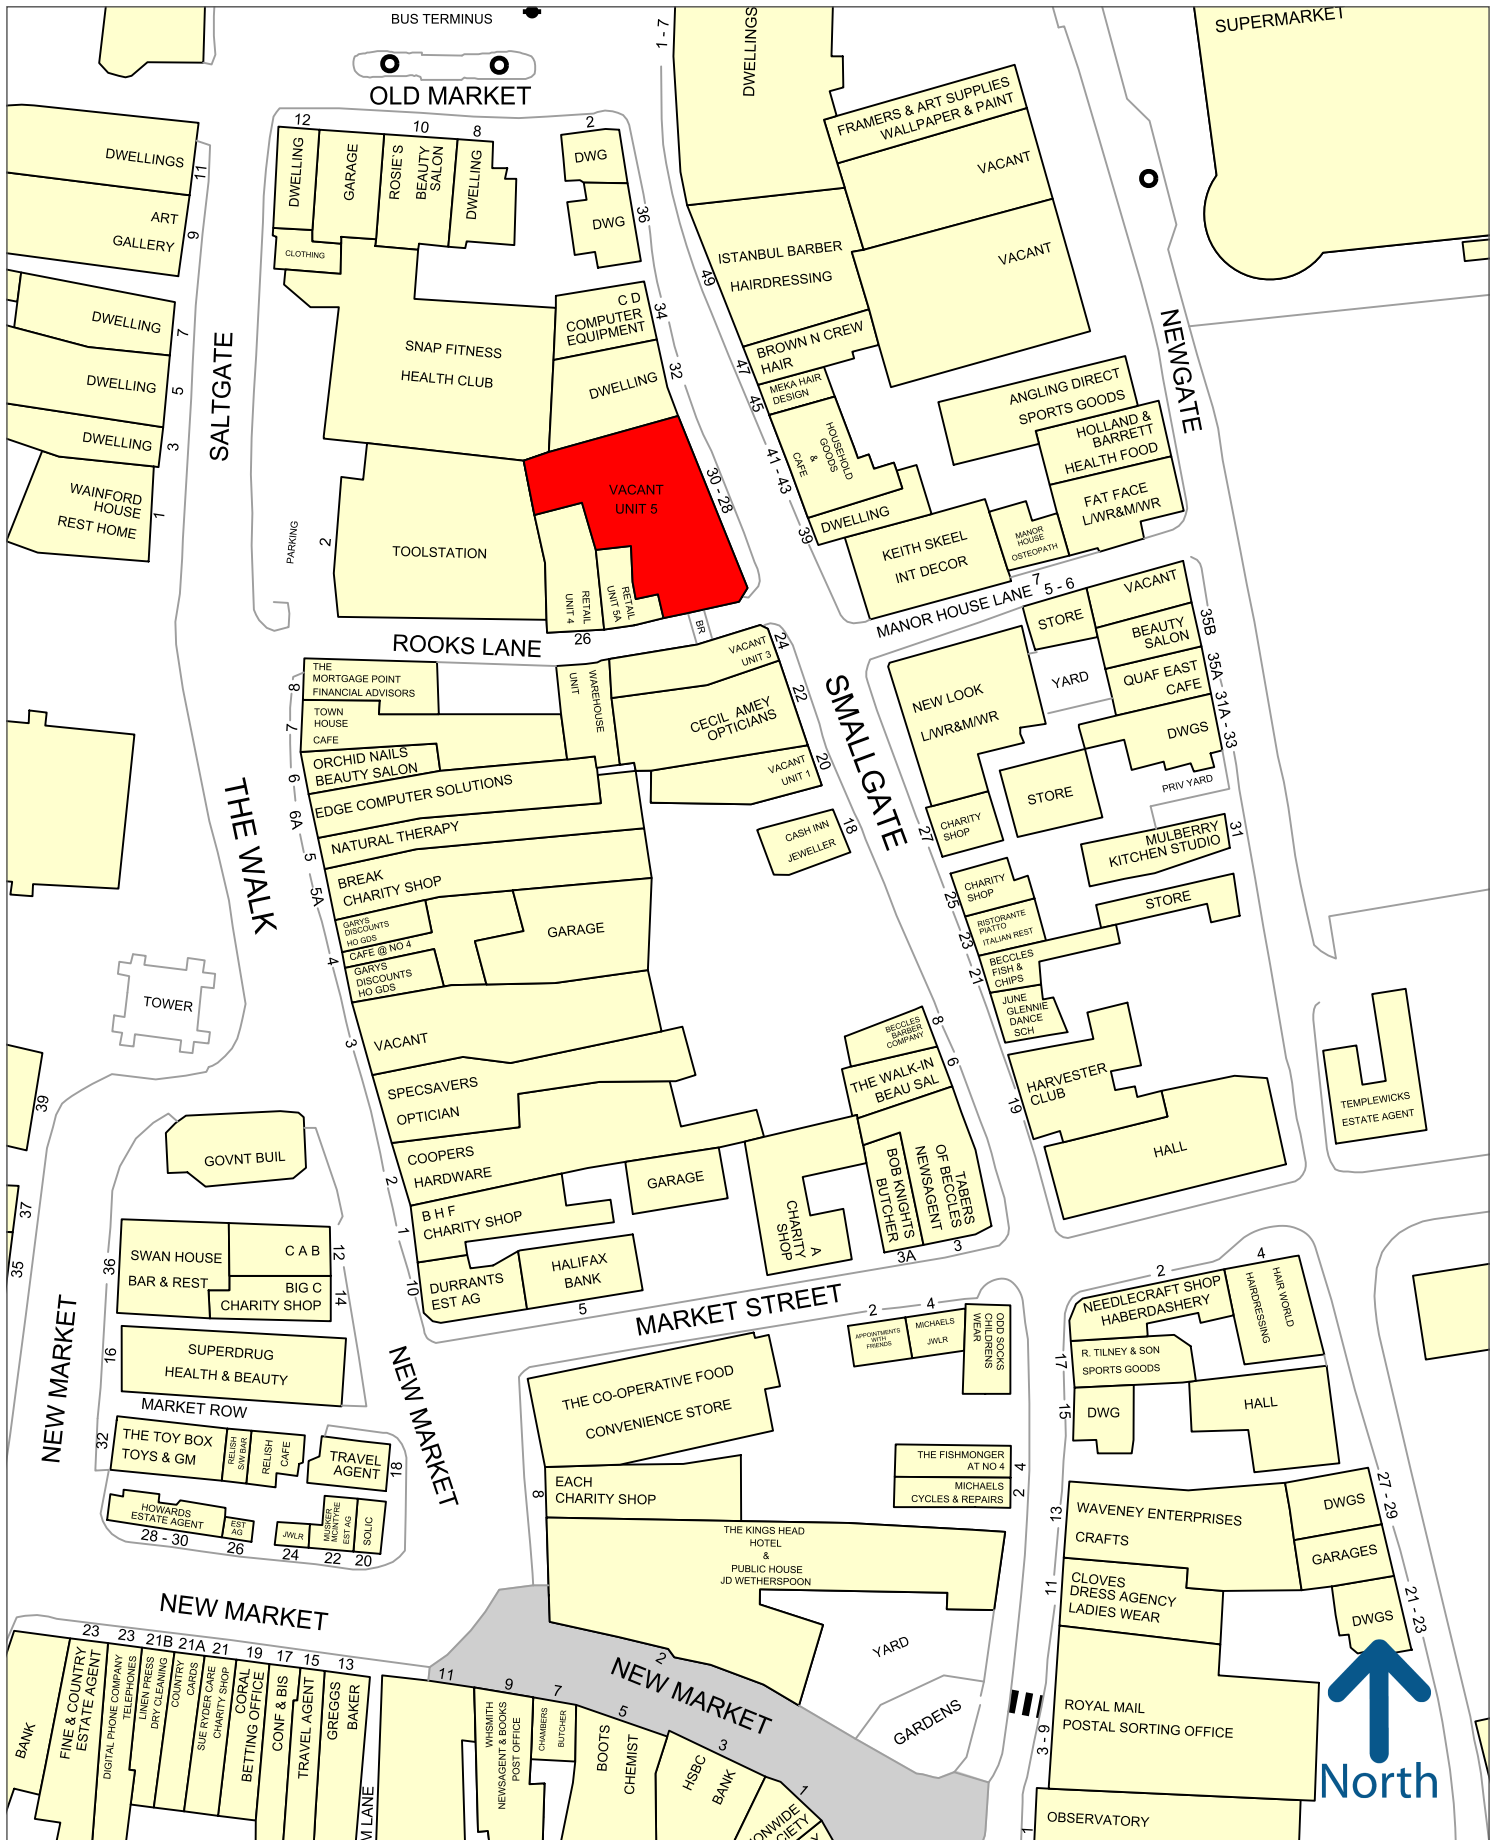 BUS TERMINUS
OLD MARKET
1 - 7
DWELLINGS
SUPERMARKET
FRAMERS & ART SUPPLIES
WALLPAPER & PAINT
VACANT
VACANT
DWELLINGS
11
ART
GALLERY
9
12
DWELLING
GARAGE
10
ROSIE'S
BEAUTY
SALON
8
DWELLING
2
DWG
DWG
36
CLOTHING
ISTANBUL BARBER
HAIRDRESSING
49
DWELLING
7
DWELLING
5
DWELLING
3
WAINFORD
HOUSE
REST HOME
1
SALTGATE
SNAP FITNESS
HEALTH CLUB
C D
COMPUTER
EQUIPMENT
34
DWELLING
32
BROWN N CREW
HAIR
47
MEKA HAIR
DESIGN
45
HOUSEHOLD
GOODS
&
CAFE
41 - 43
DWELLING
39
NEWGATE
ANGLING DIRECT
SPORTS GOODS
HOLLAND &
BARRETT
HEALTH FOOD
FAT FACE
L/WR&M/WR
KEITH SKEEL
INT DECOR
MANOR
HOUSE
OSTEOPATH
VACANT
UNIT 5
30 - 28
PARKING
2
TOOLSTATION
RETAIL
UNIT 4
RETAIL
UNIT 5A
ROOKS LANE
26
BR
MANOR HOUSE LANE
7
5 - 6
STORE
VACANT
35B
BEAUTY
SALON
QUAF EAST
CAFE
35A
31A - 33
DWGS
YARD
PRIV YARD
NEW LOOK
L/WR&M/WR
STORE
CHARITY
SHOP
27
MULBERRY
KITCHEN STUDIO
31
STORE
SMALLGATE
THE
MORTGAGE POINT
FINANCIAL ADVISORS
8
TOWN
HOUSE
CAFE
7
UNIT
WAREHOUSE
VACANT
UNIT 3
24
CECIL AMEY
OPTICIANS
22
VACANT
UNIT 1
20
CASH INN
JEWELLER
18
ORCHID NAILS
BEAUTY SALON
6
EDGE COMPUTER SOLUTIONS
6A
NATURAL THERAPY
5
BREAK
CHARITY SHOP
5A
GARYS
DISCOUNTS
HO GDS
CAFE @ NO 4
4
GARYS
DISCOUNTS
HO GDS
GARAGE
THE WALK
TOWER
VACANT
3
SPECSAVERS
OPTICIAN
COOPERS
HARDWARE
2
B H F
CHARITY SHOP
1
DURRANTS
EST AG
10
HALIFAX
BANK
5
GARAGE
A
CHARITY
SHOP
BECCLES
BARBER
COMPANY
8
THE WALK-IN
BEAU SAL
6
BOB KNIGHTS
BUTCHER
3A
TABERS
OF BECCLES
NEWSAGENT
3
CHARITY
SHOP
25
RISTORANTE
PIATTO
ITALIAN REST
23
BECCLES
FISH &
CHIPS
21
JUNE
GLENNIE
DANCE
SCH
HARVESTER
CLUB
19
HALL
TEMPLEWICKS
ESTATE AGENT
39
37
35
GOVNT BUIL
36
SWAN HOUSE
BAR & REST
C A B
12
BIG C
CHARITY SHOP
14
16
SUPERDRUG
HEALTH & BEAUTY
MARKET ROW
32
THE TOY BOX
TOYS & GM
RELISH
S/W BAR
RELISH
CAFE
TRAVEL
AGENT
18
HOWARDS
ESTATE AGENT
28 - 30
EST
AG
26
JWLR
24
MUSKER
MCINTYRE
EST AG
22
SOLIC
20
NEW MARKET
NEW MARKET
MARKET STREET
2
APPOINTMENTS
WITH
FRIENDS
4
MICHAELS
JWLR
ODD SOCKS
CHILDRENS
WEAR
THE CO-OPERATIVE FOOD
CONVENIENCE STORE
EACH
CHARITY SHOP
8
THE FISHMONGER
AT NO 4
4
MICHAELS
CYCLES & REPAIRS
2
THE KINGS HEAD
HOTEL
&
PUBLIC HOUSE
JD WETHERSPOON
2
YARD
GARDENS
2
NEEDLECRAFT SHOP
HABERDASHERY
4
HAIR WORLD
HAIRDRESSING
17
R. TILNEY & SON
SPORTS GOODS
15
DWG
HALL
13
WAVENEY ENTERPRISES
CRAFTS
DWGS
27 - 29
GARAGES
DWGS
21 - 23
11
CLOVES
DRESS AGENCY
LADIES WEAR
ROYAL MAIL
POSTAL SORTING OFFICE
3 - 9
OBSERVATORY
1
North
NEW MARKET
NEW MARKET
BANK
23
FINE & COUNTRY
ESTATE AGENT
23
DIGITAL PHONE COMPANY
TELEPHONES
21B
LINEN PRESS
DRY CLEANING
21A
COUNTRY
CARDS
21
SUE RYDER CARE
CHARITY SHOP
19
CORAL
BETTING OFFICE
17
CONF & BIS
15
TRAVEL AGENT
13
GREGGS
BAKER
M LANE
11
9
WHSMITH
NEWSAGENT & BOOKS
POST OFFICE
7
CHAMBERS
BUTCHER
5
BOOTS
CHEMIST
3
HSBC
BANK
1
ONWIDE
CIETY